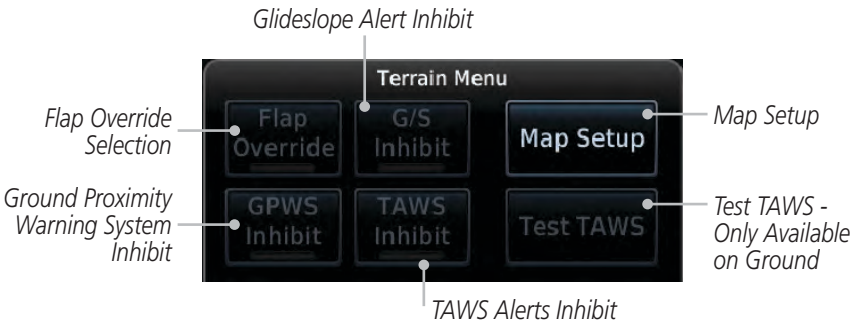 Glideslope Alert Inhibit
Terrain Menu
Flap Override
Selection
Flap
Override
G/S
Inhibit
Map Setup
Map Setup
Ground Proximity
Warning System
Inhibit
GPWS
Inhibit
TAWS
Inhibit
Test TAWS
Test TAWS -
Only Available
on Ground
TAWS Alerts Inhibit